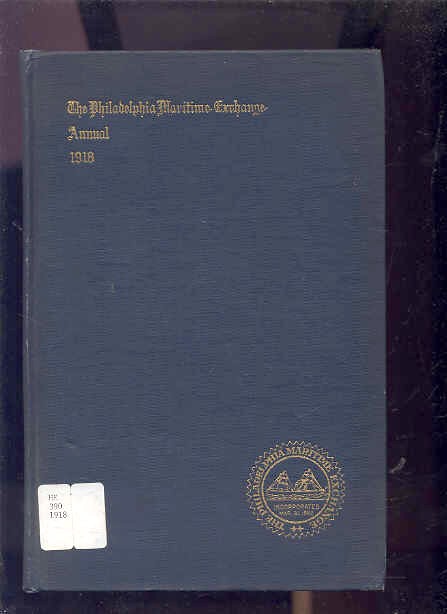 The Philadelphia Maritime Exchange
Annual
1918
THE PHILADELPHIA MARITIME EXCHANGE
INCORPORATED
HE
390
1918